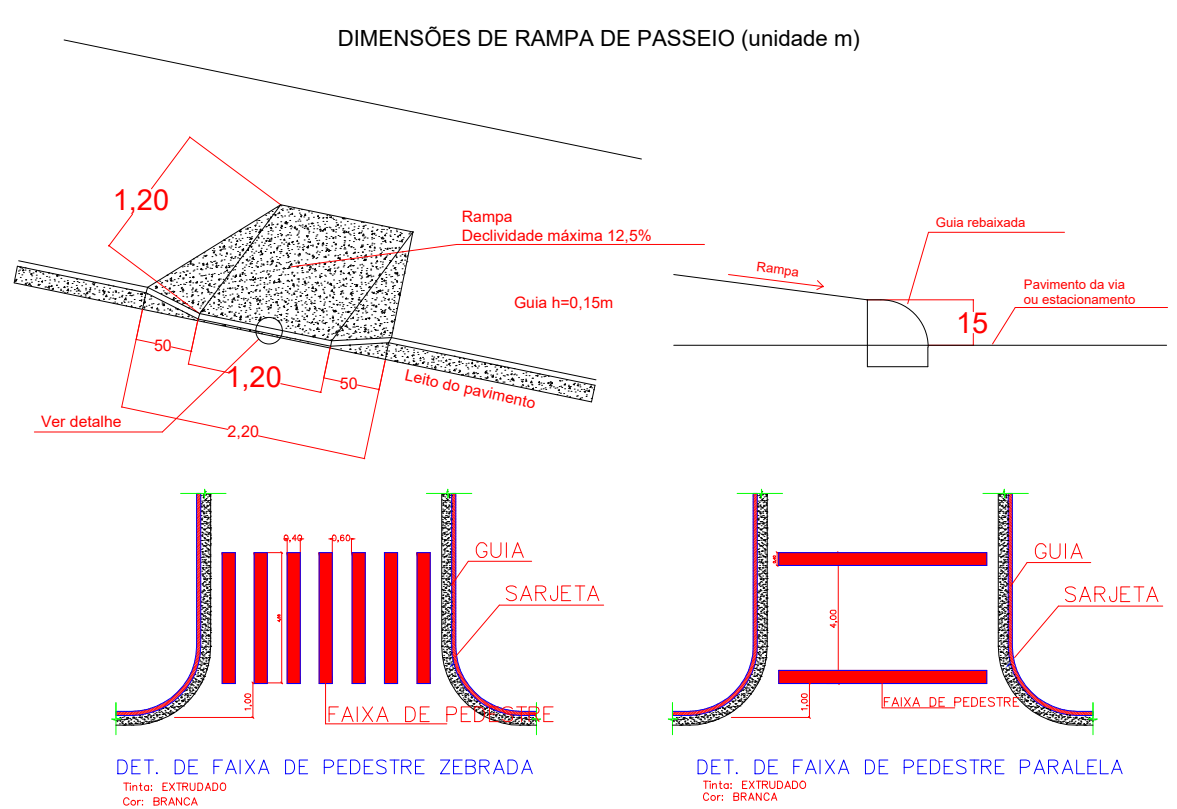 DIMENSÕES DE RAMPA DE PASSEIO (unidade m)
1,20
Rampa
Declividade máxima 12,5%
Guia h=0,15m
50
1,20
50
2,20
Leito do pavimento
Ver detalhe
Rampa
Guia rebaixada
Pavimento da via
ou estacionamento
15
0,40
0,60
1,00
GUIA
SARJETA
FAIXA DE PEDESTRE
DET. DE FAIXA DE PEDESTRE ZEBRADA
Tinta: EXTRUDADO
Cor: BRANCA
4,00
1,00
GUIA
SARJETA
FAIXA DE PEDESTRE
DET. DE FAIXA DE PEDESTRE PARALELA
Tinta: EXTRUDADO
Cor: BRANCA